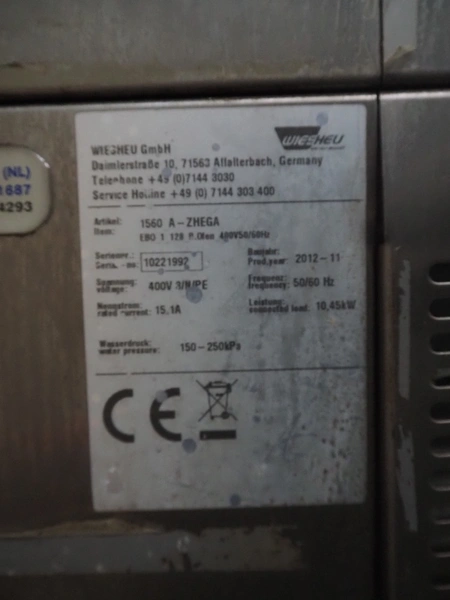 (NL)
1687
4293
WIESHEU
WIESHEU GmbH
Daimlerstraße 10, 71563 Affalterbach, Germany
Telephone +49 (0)7144 3030
Service Hotline +49 (0) 7144 303 400
Artikel: 1560 A-ZHEGA
Item: EBO 1 128 400V50/60Hz
Seriennr.: Baujahr:
Serial-no: 10221992 Prod.year: 2012-11
Spannung: Frequenz:
voltage: 400V 3/N/PE frequency: 50/60 Hz
Nennstrom: Leistung:
rated current: 15,1A connected load: 10,45kW
Wasserdruck:
water pressure: 150-250kPa
CE